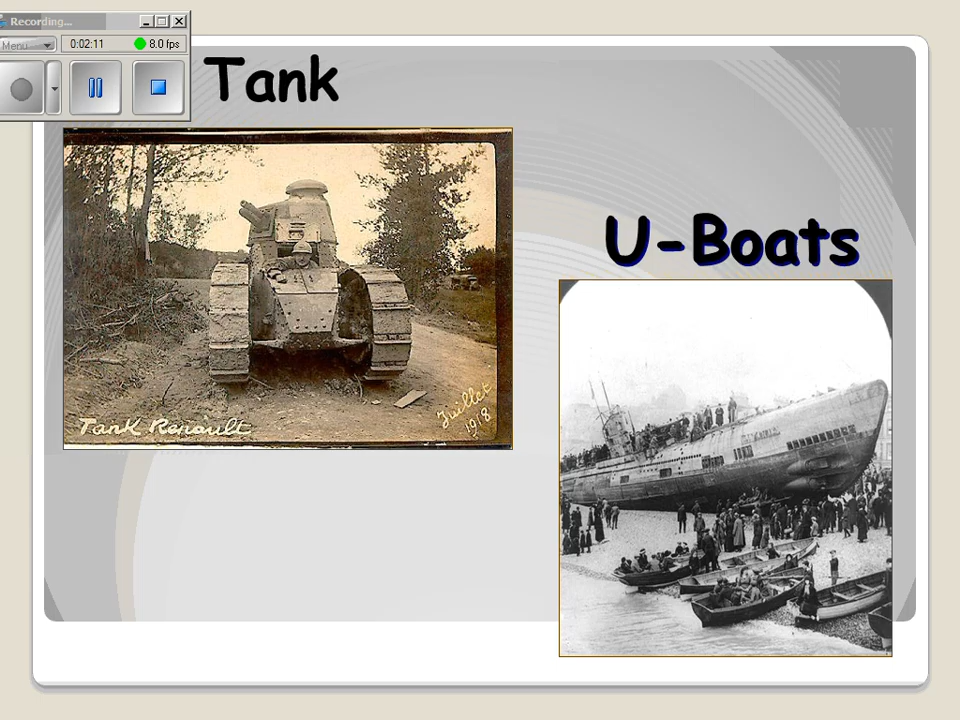 Recording...
Menu
0:02:11
8.0 fps
Tank
U-Boats
Tank Renault
Juillet
1918